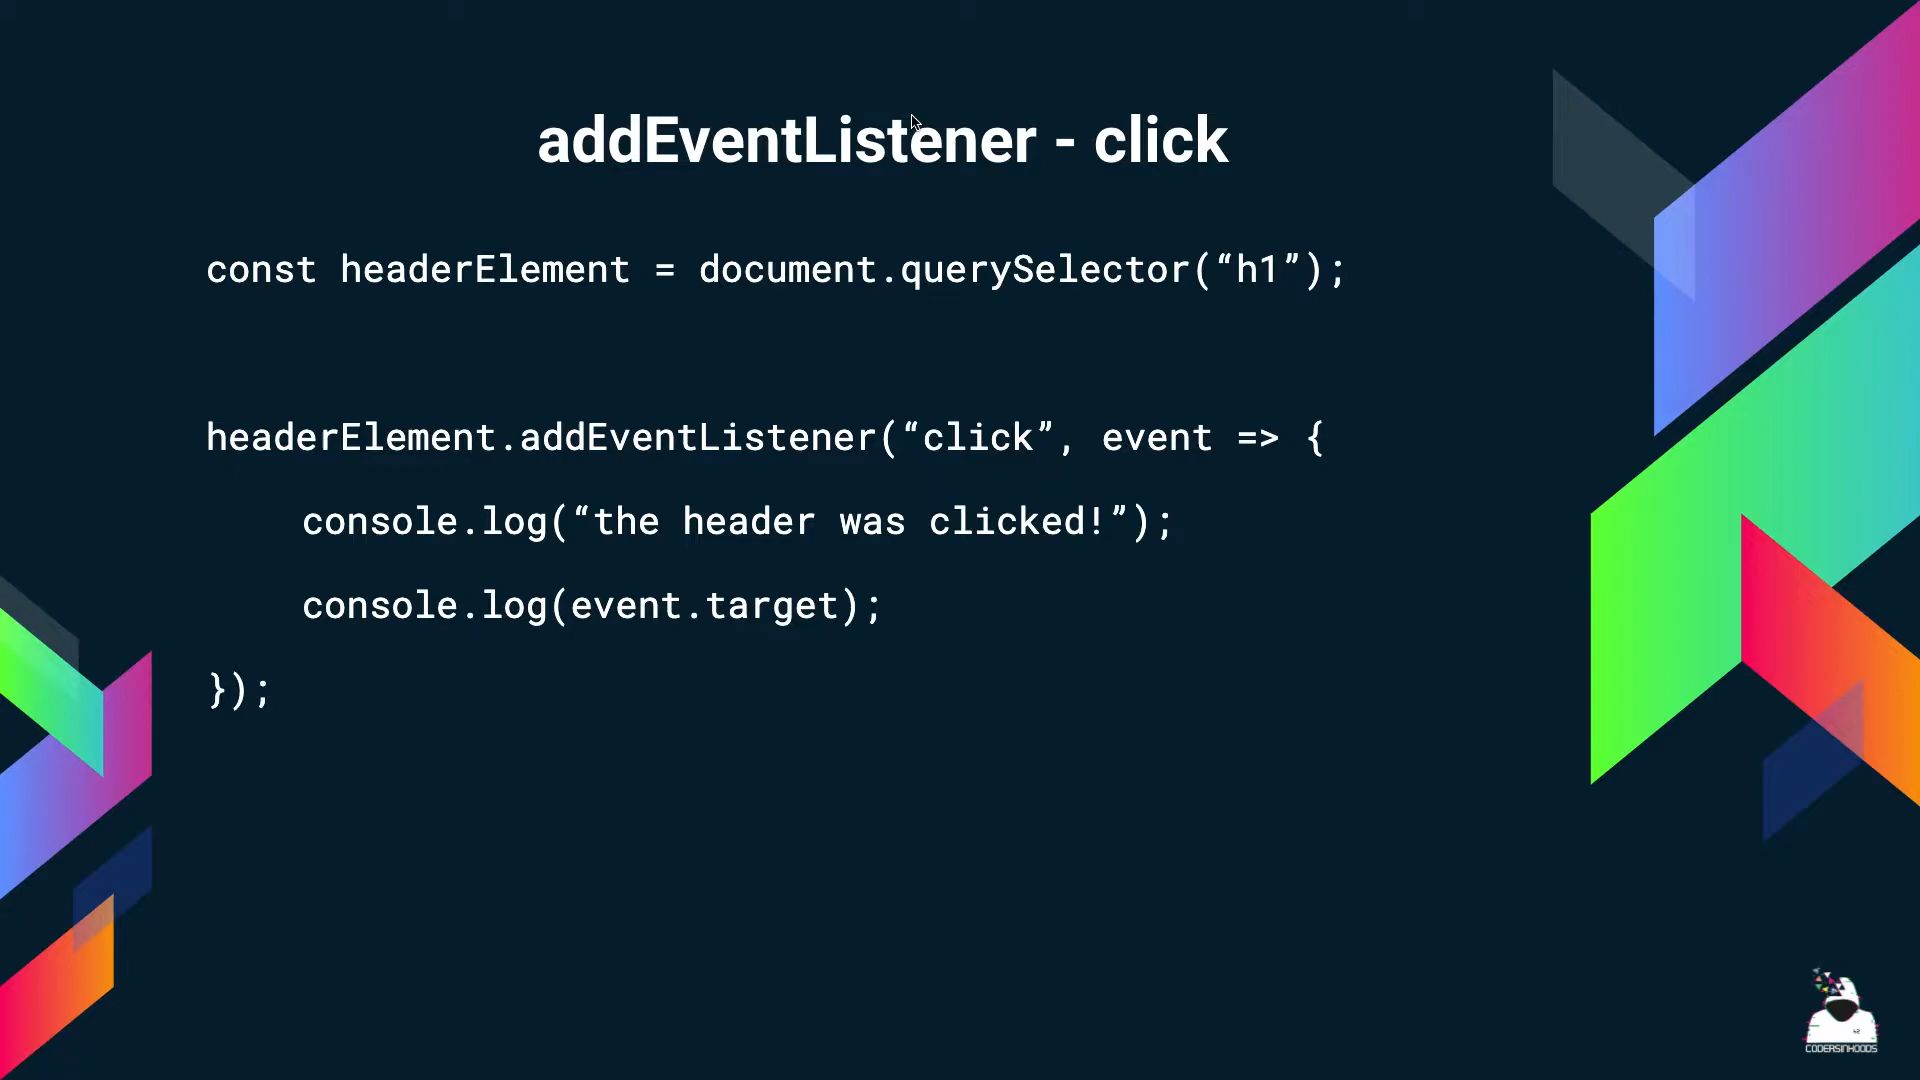 addEventListener - click
const headerElement = document.querySelector(“h1”);
headerElement.addEventListener(“click”, event => {
console.log(“the header was clicked!”);
console.log(event.target);
});
CODERSINHOODS